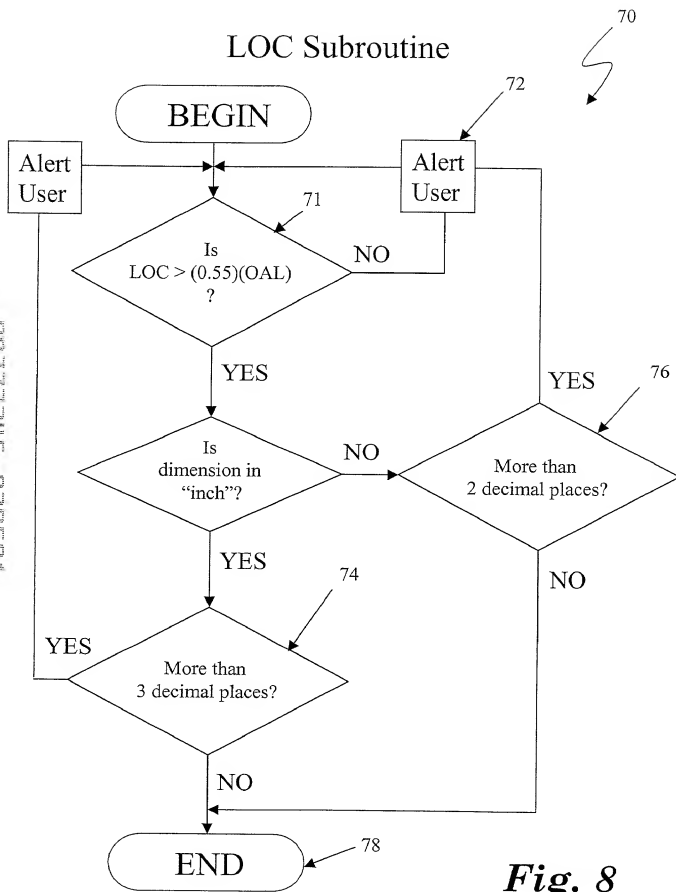 70
LOC Subroutine
72
BEGIN
Alert
User
Alert
User
71
Is
LOC > (0.55)(OAL)
?
NO
YES
YES
76
Is
dimension in
“inch”?
NO
More than
2 decimal places?
YES
NO
74
YES
More than
3 decimal places?
NO
78
END
Fig. 8